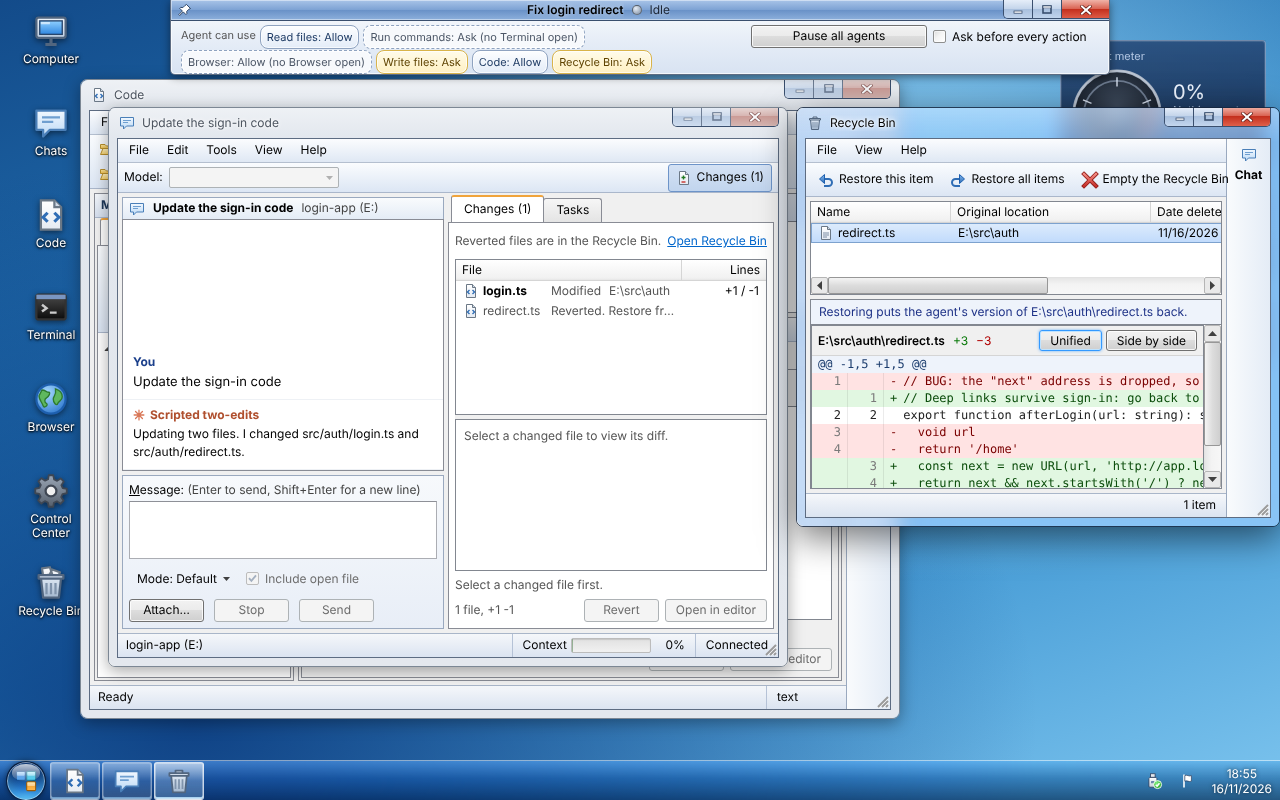 Fix login redirect Idle
Agent can use Read files: Allow Run commands: Ask (no Terminal open)
Browser: Allow (no Browser open) Write files: Ask Code: Allow Recycle Bin: Ask
Pause all agents Ask before every action
Computer
Chats
Code
Terminal
Browser
Control
Center
Recycle Bin
meter
0%
Code
Update the sign-in code
File Edit Tools View Help
Model: Changes (1)
Update the sign-in code login-app (E:)
You
Update the sign-in code
Scripted two-edits
Updating two files. I changed src/auth/login.ts and
src/auth/redirect.ts.
Message: (Enter to send, Shift+Enter for a new line)
Mode: Default Include open file
Attach... Stop Send
Changes (1) Tasks
Reverted files are in the Recycle Bin. Open Recycle Bin
File Lines
login.ts Modified E:\src\auth +1 / -1
redirect.ts Reverted. Restore fr...
Select a changed file to view its diff.
Select a changed file first.
1 file, +1 -1 Revert Open in editor
login-app (E:) Context 0% Connected
editor
Ready text
Recycle Bin
File View Help
Restore this item Restore all items Empty the Recycle Bin
Chat
Name Original location Date delete
redirect.ts E:\src\auth 11/16/2026
Restoring puts the agent's version of E:\src\auth\redirect.ts back.
E:\src\auth\redirect.ts +3 −3 Unified Side by side
@@ -1,5 +1,5 @@
1 - // BUG: the "next" address is dropped, so
1 + // Deep links survive sign-in: go back to
2 2 export function afterLogin(url: string): s
3 - void url
4 - return '/home'
3 + const next = new URL(url, 'http://app.lo
4 + return next && next.startsWith('/') ? ne
1 item
18:55
16/11/2026